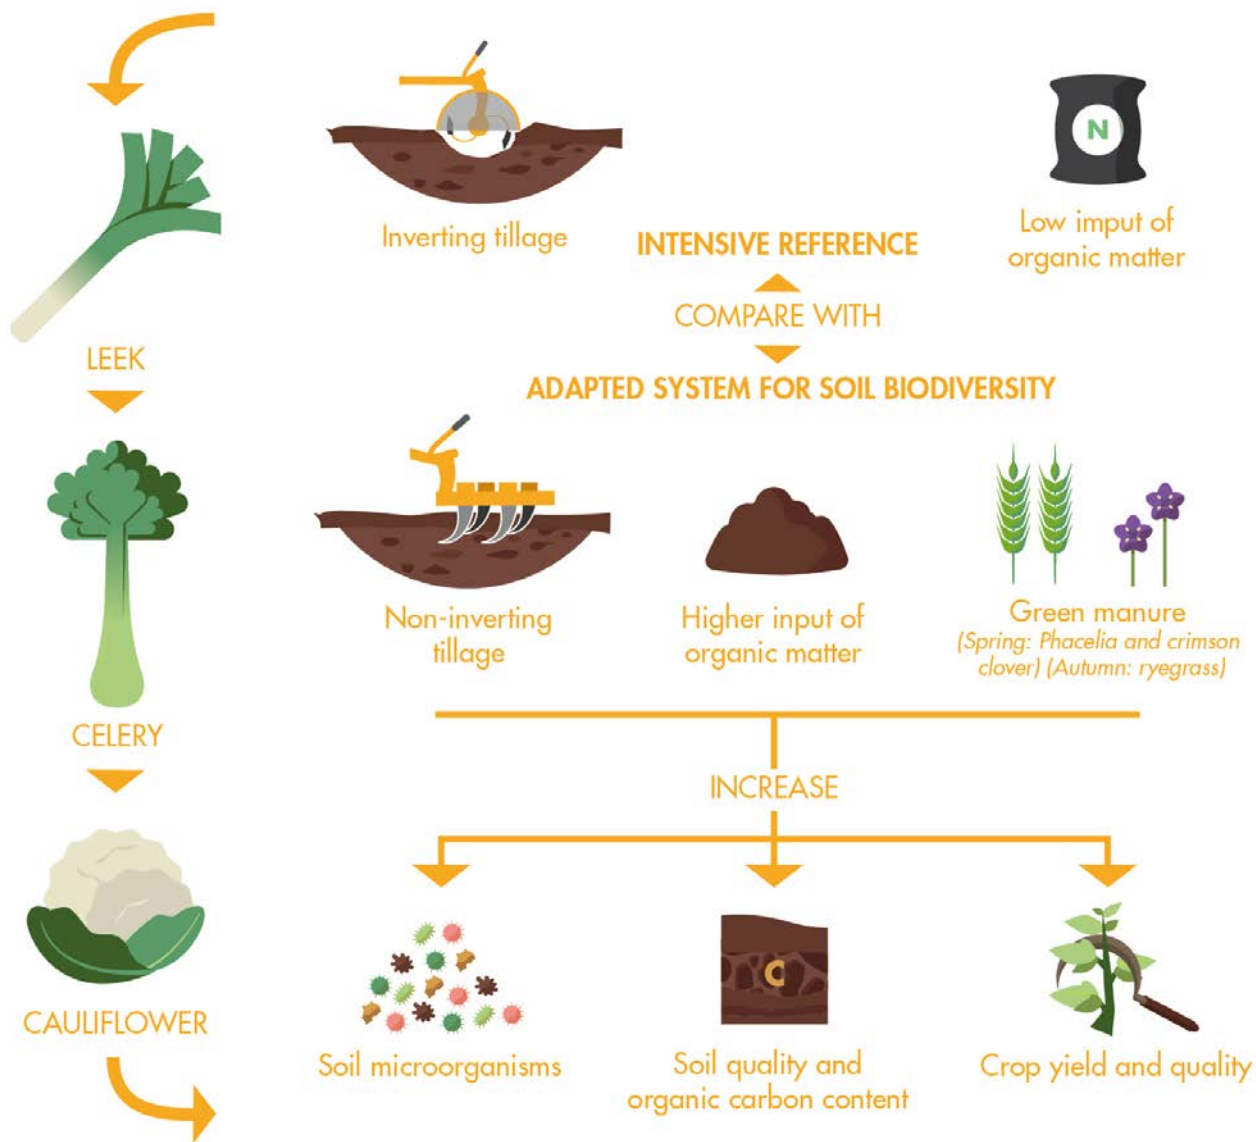 LEEK
CELERY
CAULIFLOWER
Inverting tillage
INTENSIVE REFERENCE
N
Low imput of
organic matter
COMPARE WITH
ADAPTED SYSTEM FOR SOIL BIODIVERSITY
Non-inverting
tillage
Higher input of
organic matter
Green manure
(Spring: Phacelia and crimson
clover) (Autumn: ryegrass)
INCREASE
Soil microorganisms
C
Soil quality and
organic carbon content
Crop yield and quality